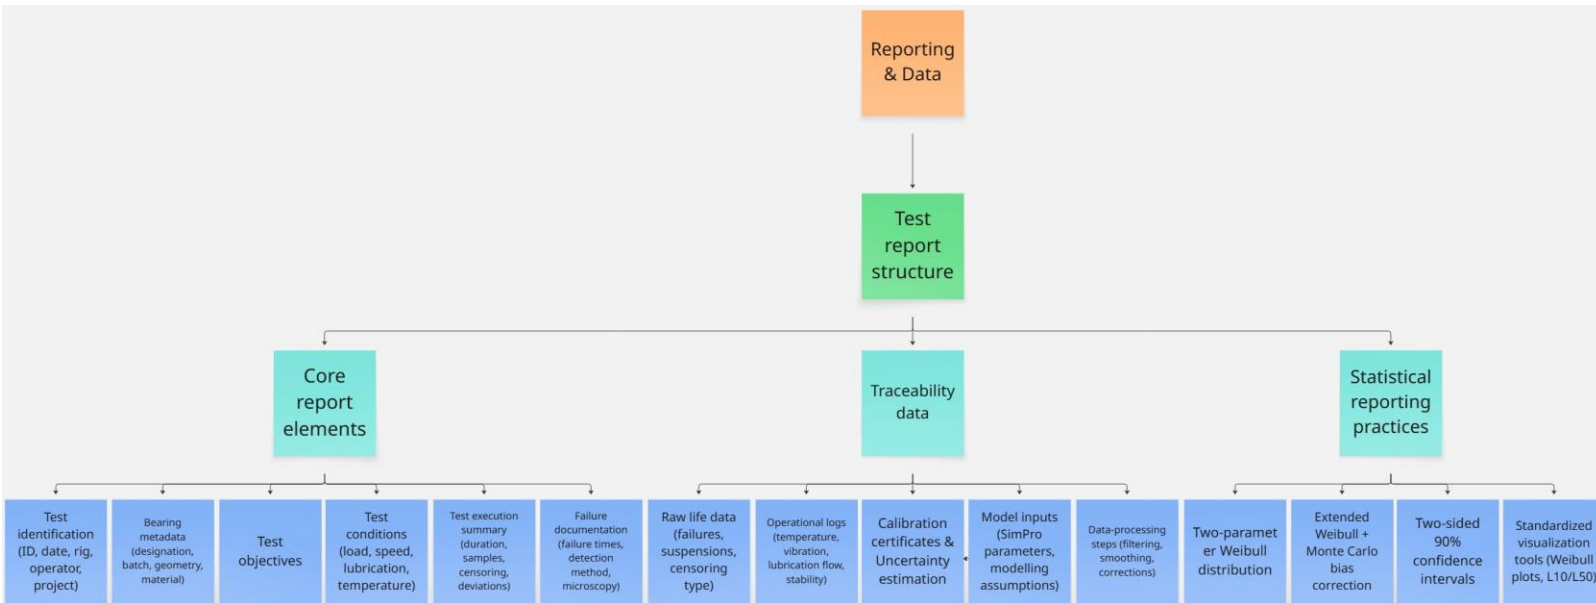 Reporting
& Data
Test
report
structure
Core
report
elements
Traceability
data
Statistical
reporting
practices
Test
identification
(ID, date, rig,
operator,
project)
Bearing
metadata
(designation,
batch, geometry,
material)
Test
objectives
Test
conditions
(load, speed,
lubrication,
temperature)
Test execution
summary
(duration,
samples,
censoring,
deviations)
Failure
documentation
(failure times,
detection
method,
microscopy)
Raw life data
(failures,
suspensions,
censoring
type)
Operational logs
(temperature,
vibration,
lubrication flow,
stability)
Calibration
certificates &
Uncertainty
estimation
Model inputs
(SimPro
parameters,
modelling
assumptions)
Data-processing
steps (filtering,
smoothing,
corrections)
Two-paramet
er Weibull
distribution
Extended
Weibull +
Monte Carlo
bias
correction
Two-sided
90%
confidence
intervals
Standardized
visualization
tools (Weibull
plots, L10/L50)